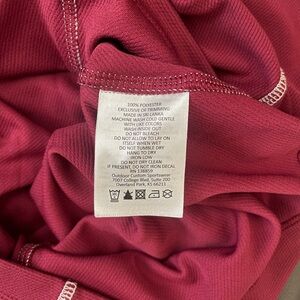 100% POLYESTER
EXCLUSIVE OF TRIMMING
MADE IN SRI LANKA
MACHINE WASH COLD GENTLE
WITH LIKE COLORS
WASH INSIDE OUT
DO NOT BLEACH
DO NOT ALLOW TO LAY ON
ITSELF WHEN WET
DO NOT TUMBLE DRY
HANG TO DRY
IRON LOW
DO NOT DRY CLEAN
IF PRESENT, DO NOT IRON DECAL
RN 138859
Outdoor Custom Sportswear
7007 College Blvd, Suite 200
Overland Park, KS 66211